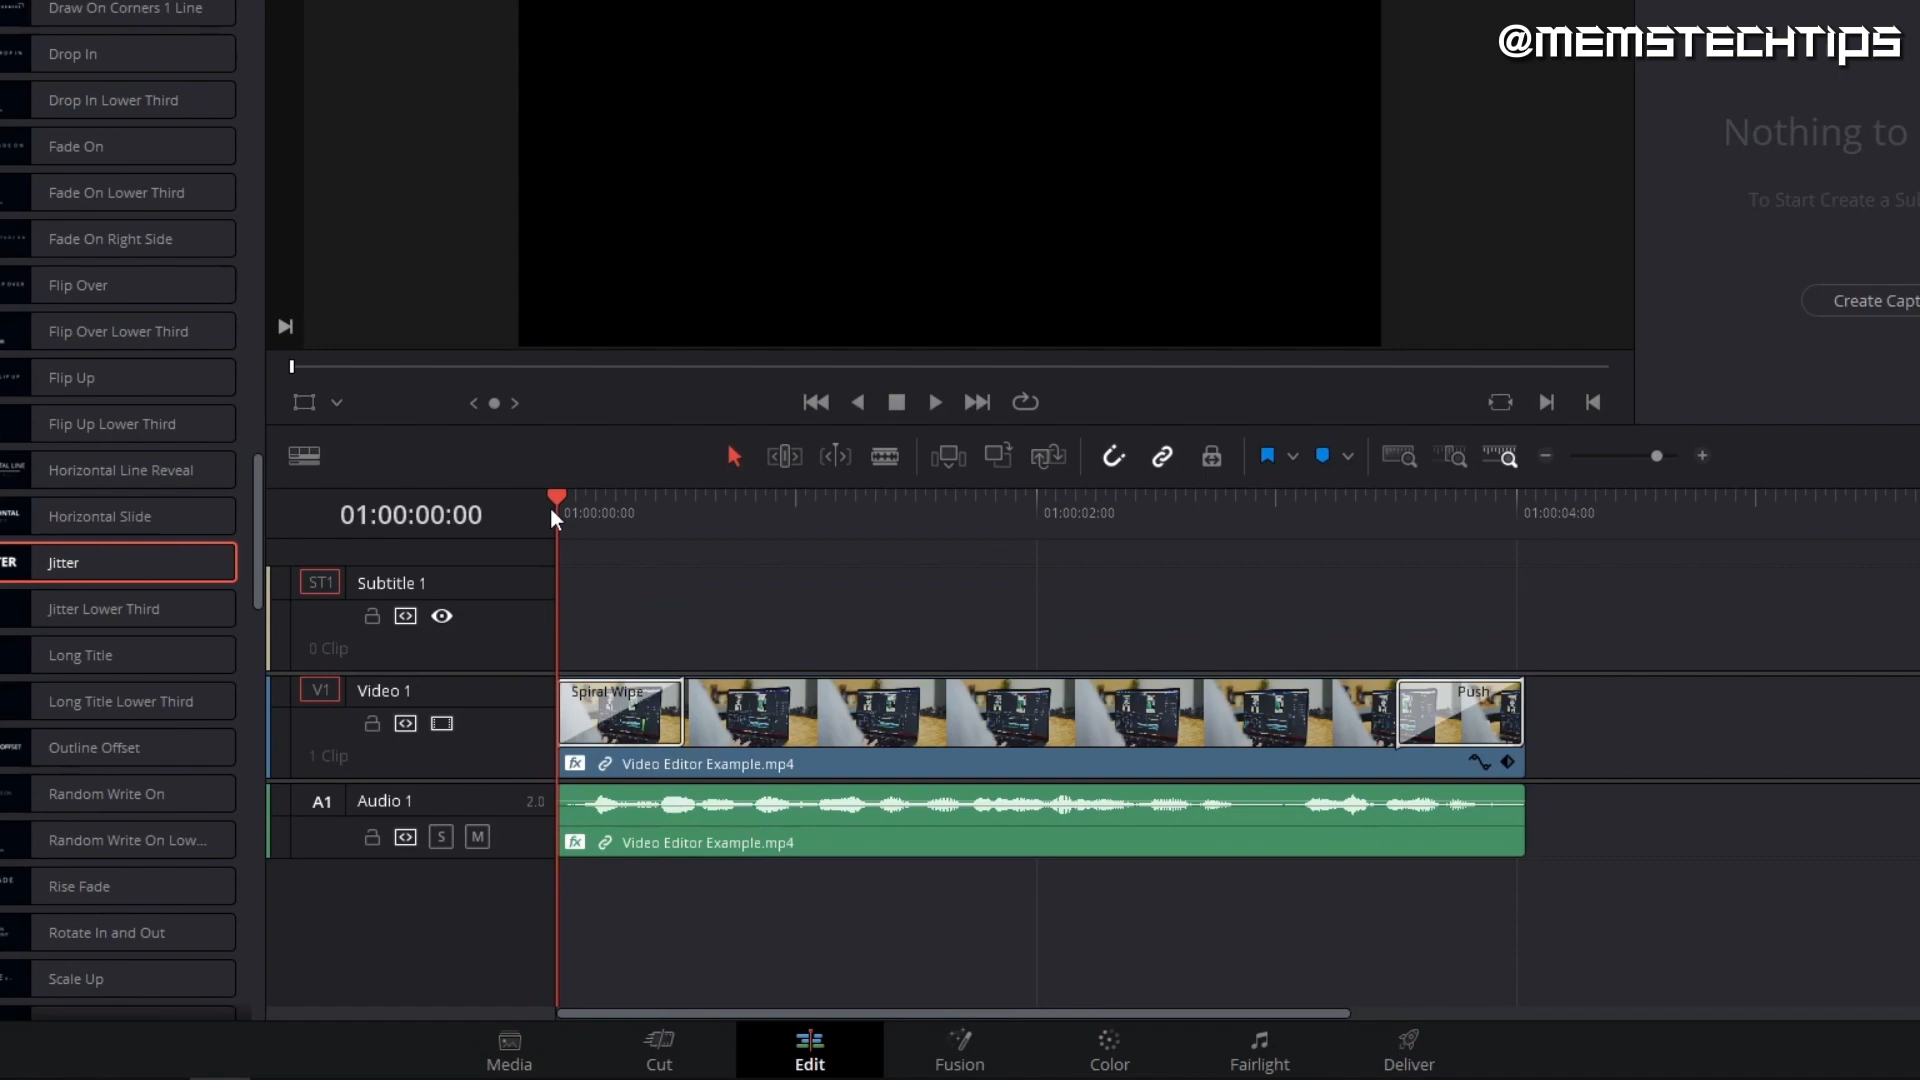 @MEMSTECHTIPS
Draw On Corners 1 Line
Drop In
Drop In Lower Third
Fade On
Fade On Lower Third
Fade On Right Side
Flip Over
Flip Over Lower Third
Flip Up
Flip Up Lower Third
Horizontal Line Reveal
Horizontal Slide
Jitter
Jitter Lower Third
Long Title
Long Title Lower Third
Outline Offset
Random Write On
Random Write On Low...
Rise Fade
Rotate In and Out
Scale Up
Nothing to
To Start Create a Sub
Create Capt
01:00:00:00
01:00:00:00
01:00:02:00
01:00:04:00
ST1
Subtitle 1
0 Clip
V1
Video 1
1 Clip
Spiral Wipe
Push
fx
Video Editor Example.mp4
A1
Audio 1
2.0
S
M
fx
Video Editor Example.mp4
Media
Cut
Edit
Fusion
Color
Fairlight
Deliver